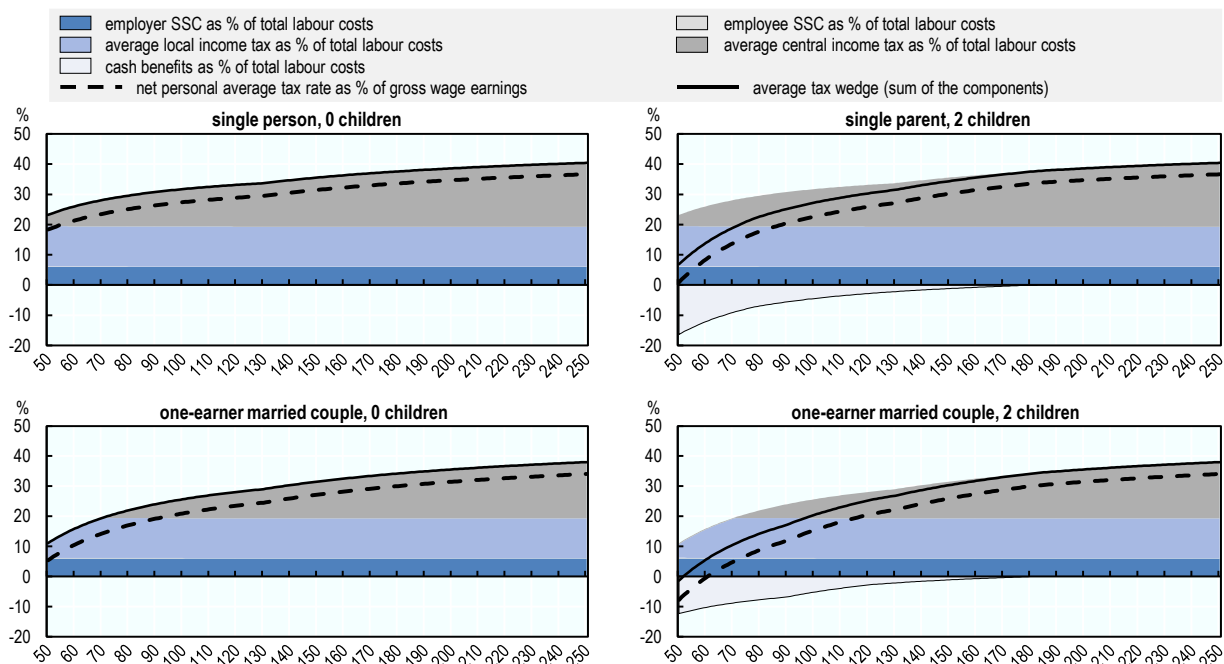 employer SSC as % of total labour costs
employee SSC as % of total labour costs
average local income tax as % of total labour costs
average central income tax as % of total labour costs
cash benefits as % of total labour costs
net personal average tax rate as % of gross wage earnings
average tax wedge (sum of the components)
%
single person, 0 children
50
40
30
20
10
0
-10
-20
50 60 70 80 90 100 110 120 130 140 150 160 170 180 190 200 210 220 230 240 250
%
single parent, 2 children
50
40
30
20
10
0
-10
-20
50 60 70 80 90 100 110 120 130 140 150 160 170 180 190 200 210 220 230 240 250
%
one-earner married couple, 0 children
50
40
30
20
10
0
-10
-20
50 60 70 80 90 100 110 120 130 140 150 160 170 180 190 200 210 220 230 240 250
%
one-earner married couple, 2 children
50
40
30
20
10
0
-10
-20
50 60 70 80 90 100 110 120 130 140 150 160 170 180 190 200 210 220 230 240 250